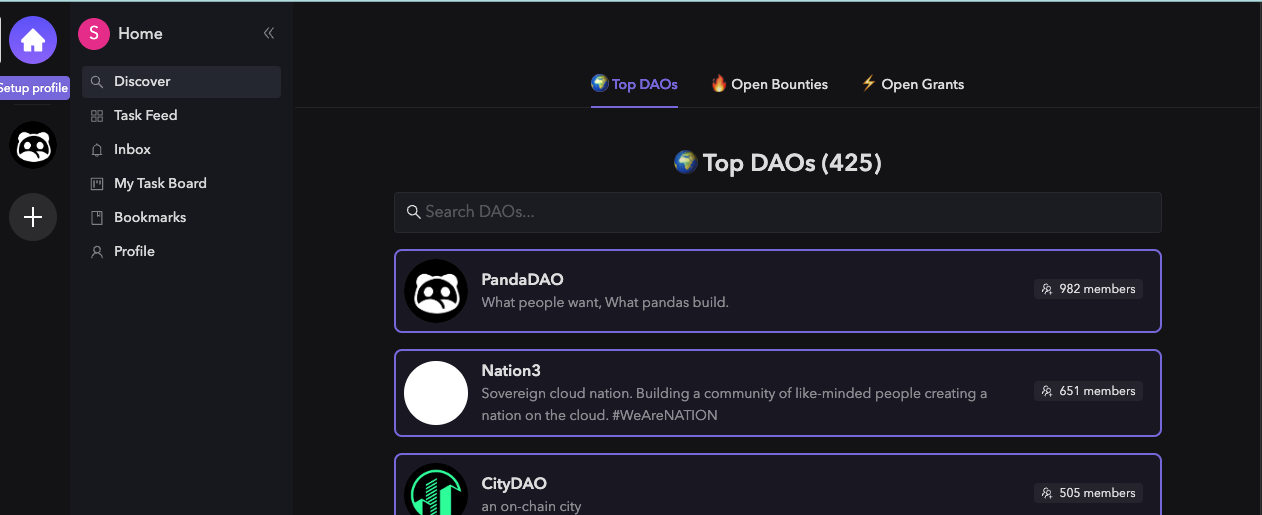 S Home
Setup profile
Discover
Task Feed
Inbox
My Task Board
Bookmarks
Profile
Top DAOs Open Bounties Open Grants
Top DAOs (425)
Search DAOs...
PandaDAO
What people want, What pandas build.
982 members
Nation3
Sovereign cloud nation. Building a community of like-minded people creating a
nation on the cloud. #WeAreNATION
651 members
CityDAO
an on-chain city
505 members